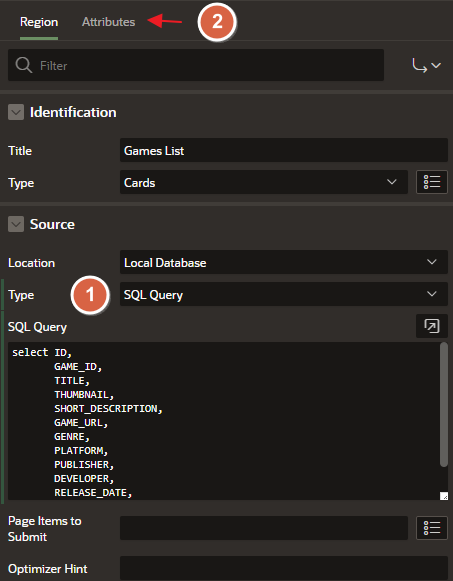 Region Attributes 2
Filter
Identification
Title Games List
Type Cards
Source
Location Local Database
Type 1 SQL Query
SQL Query
select ID,
GAME_ID,
TITLE,
THUMBNAIL,
SHORT_DESCRIPTION,
GAME_URL,
GENRE,
PLATFORM,
PUBLISHER,
DEVELOPER,
RELEASE_DATE,
Page Items to
Submit
Optimizer Hint